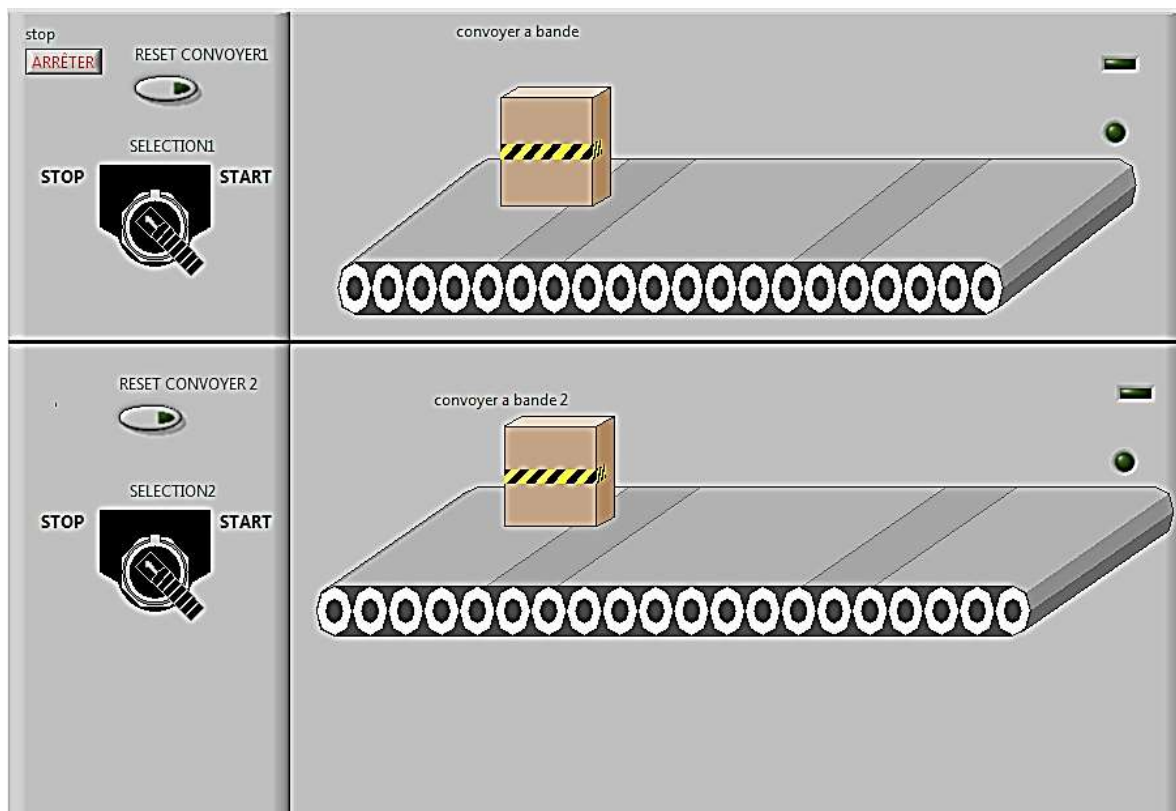 stop
ARRÊTER
RESET CONVOYER1
SELECTION1
STOP
START
convoyer a bande
RESET CONVOYER 2
SELECTION2
STOP
START
convoyer a bande 2